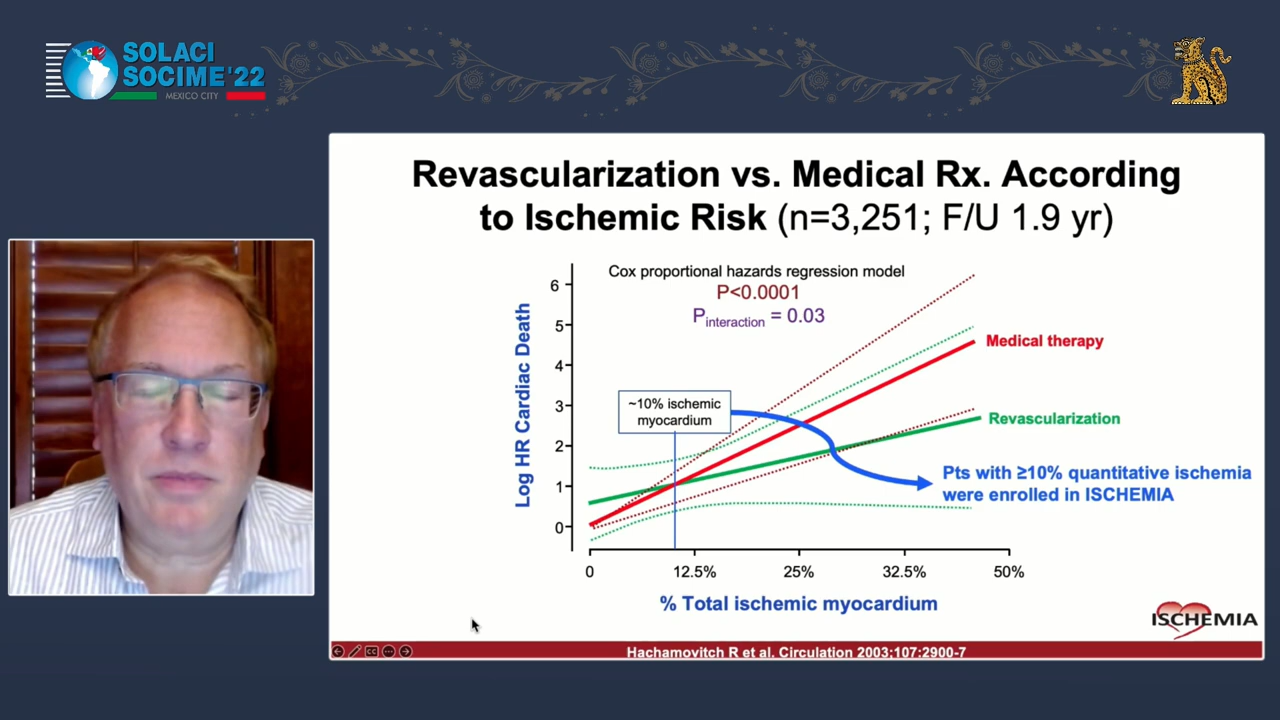 SOLACI
SOCIME'22
MEXICO CITY
Revascularization vs. Medical Rx. According
to Ischemic Risk (n=3,251; F/U 1.9 yr)
Cox proportional hazards regression model
P<0.0001
Pinteraction = 0.03
Log HR Cardiac Death
6
5
4
3
2
1
0
~10% ischemic
myocardium
Medical therapy
Revascularization
Pts with ≥10% quantitative ischemia
were enrolled in ISCHEMIA
0 12.5% 25% 32.5% 50%
% Total ischemic myocardium
ISCHEMIA
CC
Hachamovitch R et al. Circulation 2003;107:2900-7